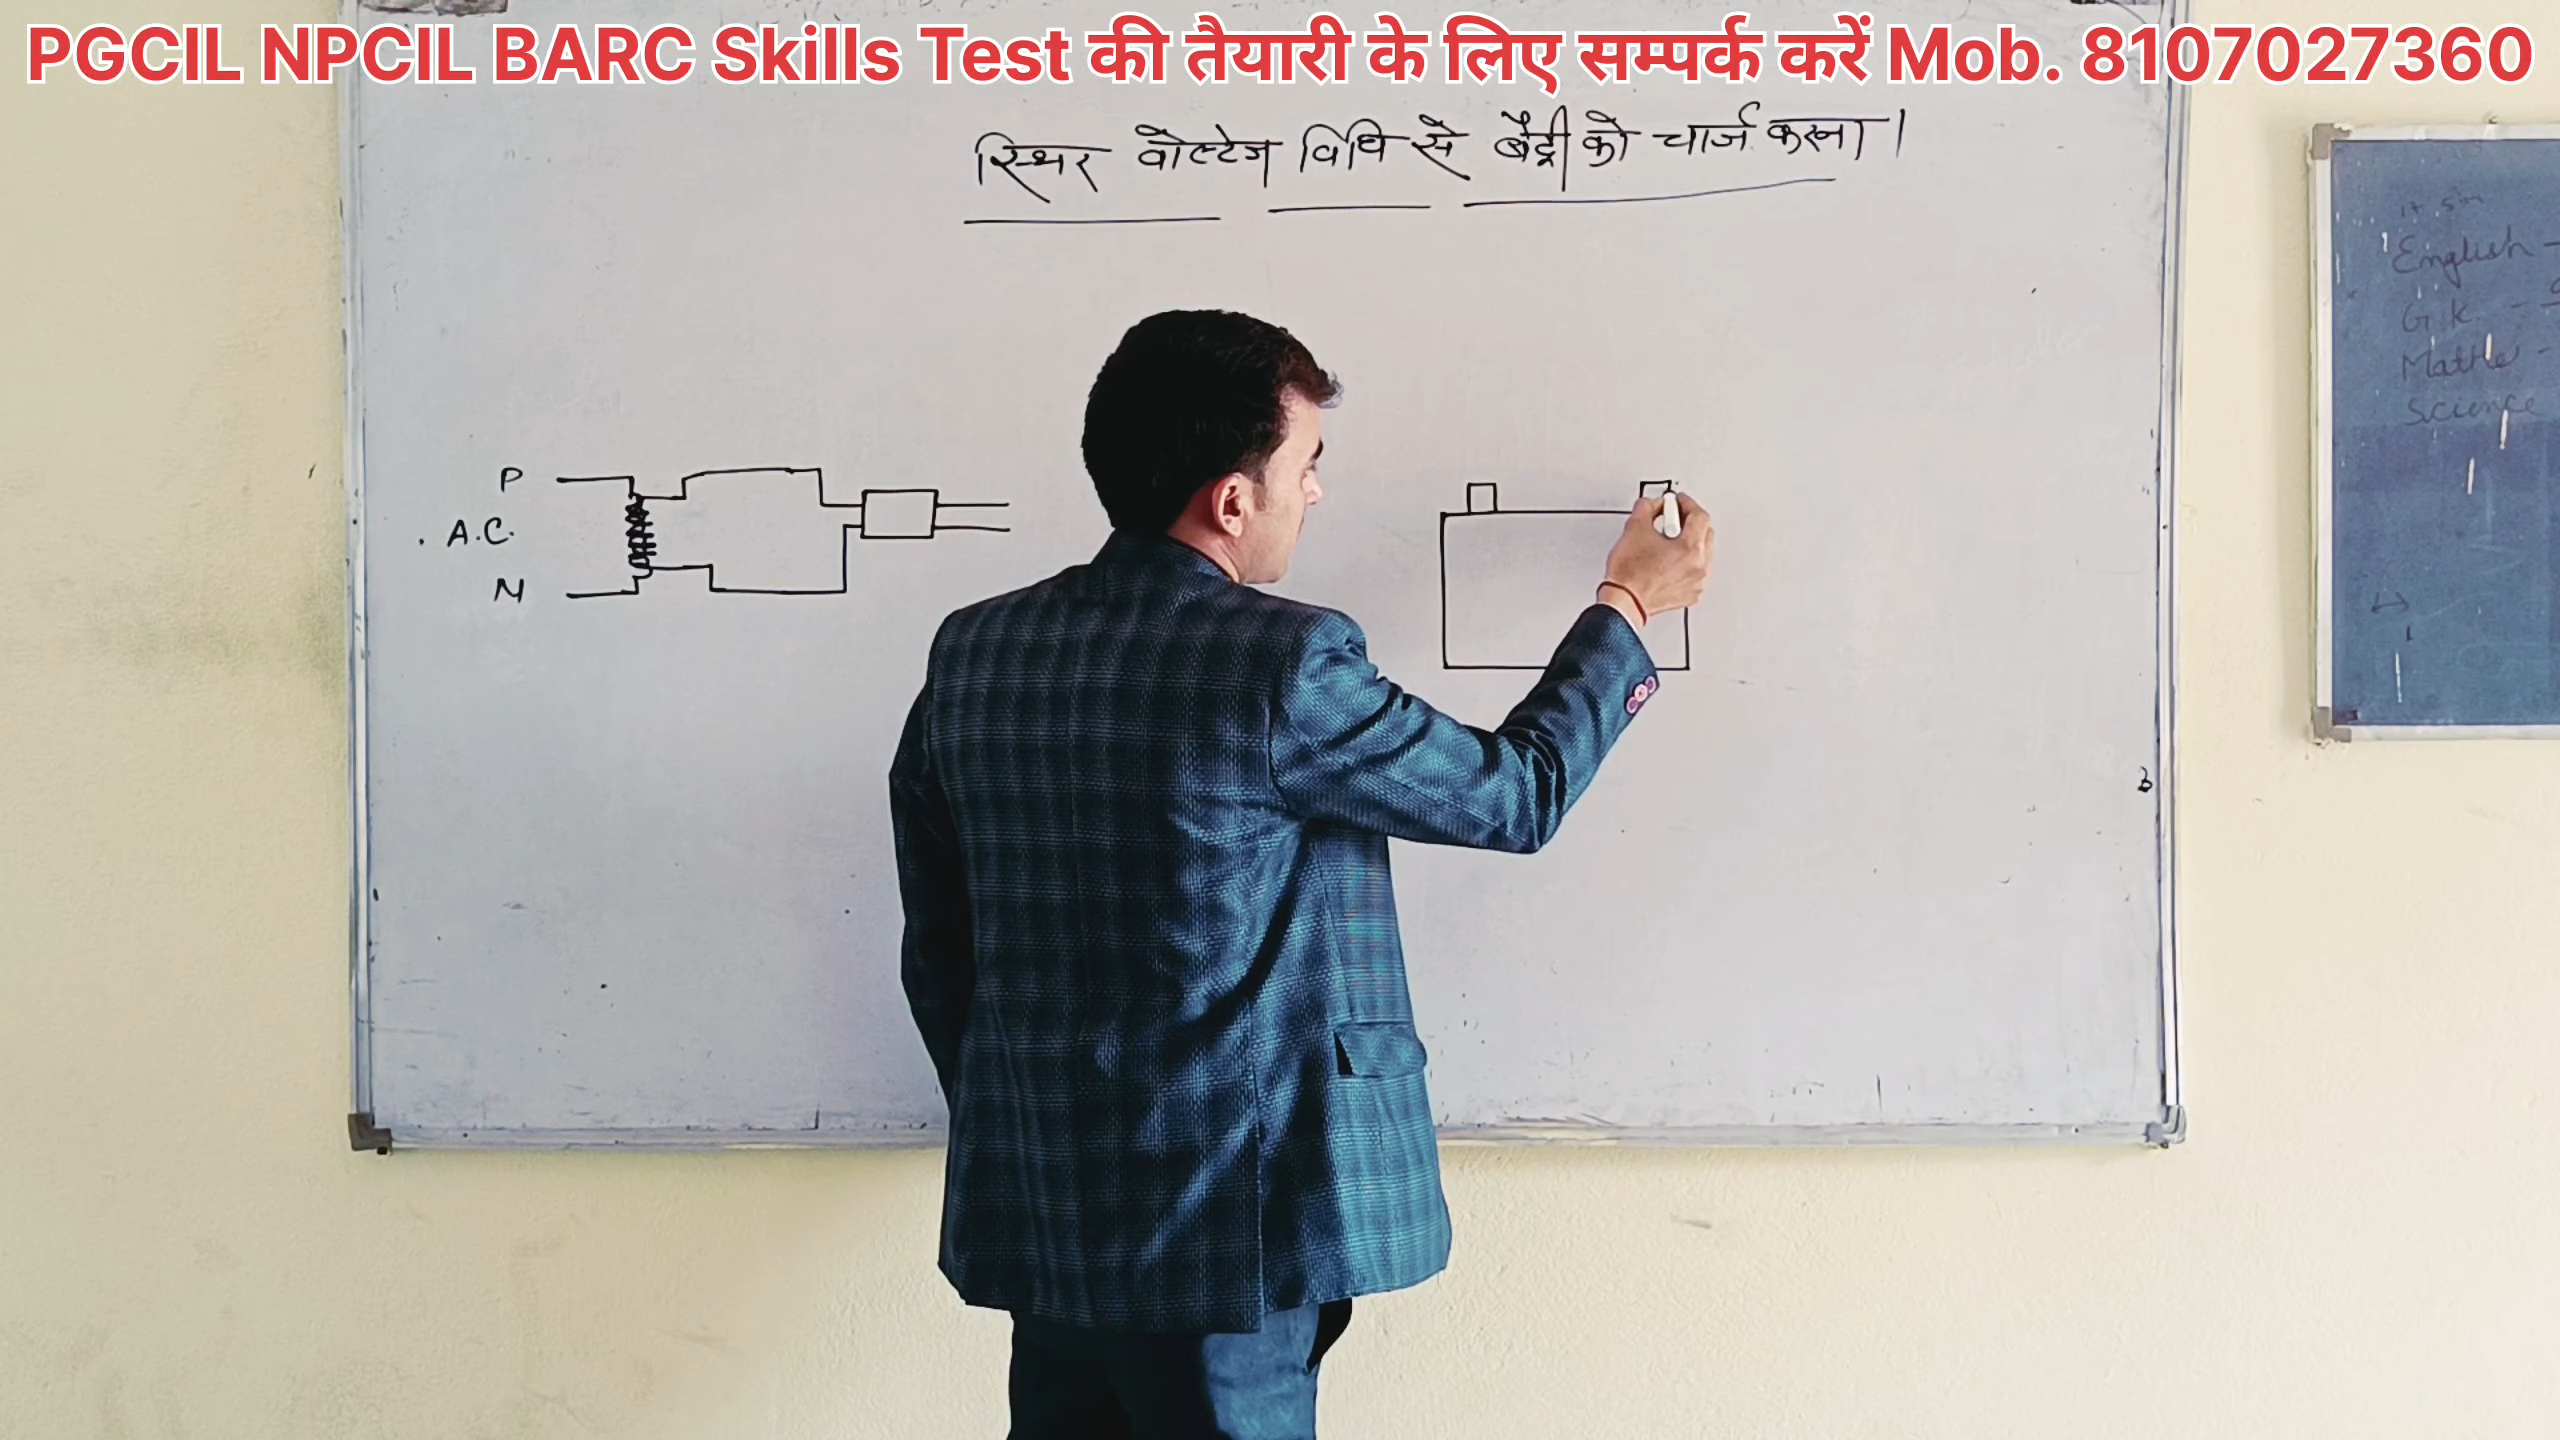 PGCIL NPCIL BARC Skills Test की तैयारी के लिए सम्पर्क करें Mob. 8107027360
स्थिर वोल्टेज विधि से बैट्री को चार्ज करना।
P
A.C.
N
English -
G k. -
Maths -
Science